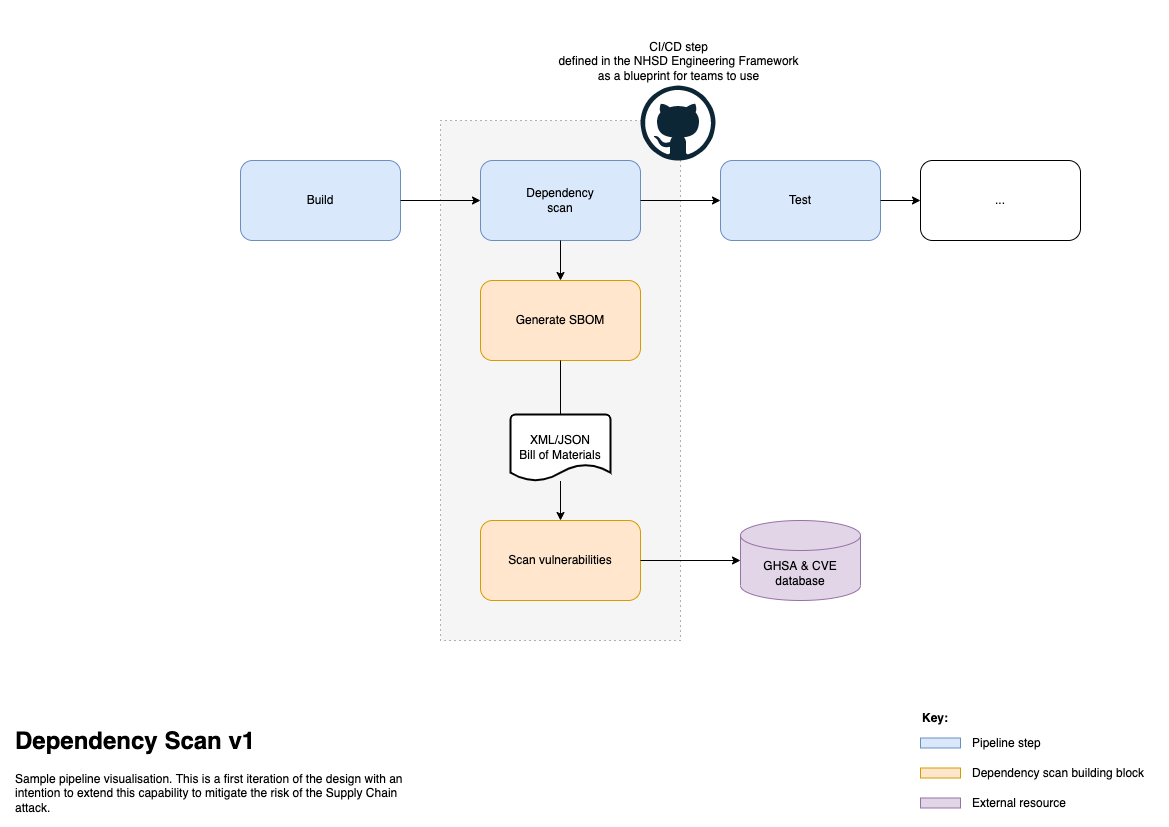 CI/CD step
defined in the NHSD Engineering Framework
as a blueprint for teams to use
Build
Dependency
scan
Test
...
Generate SBOM
XML/JSON
Bill of Materials
Scan vulnerabilities
GHSA & CVE
database
Dependency Scan v1
Sample pipeline visualisation. This is a first iteration of the design with an
intention to extend this capability to mitigate the risk of the Supply Chain
attack.
Key:
Pipeline step
Dependency scan building block
External resource